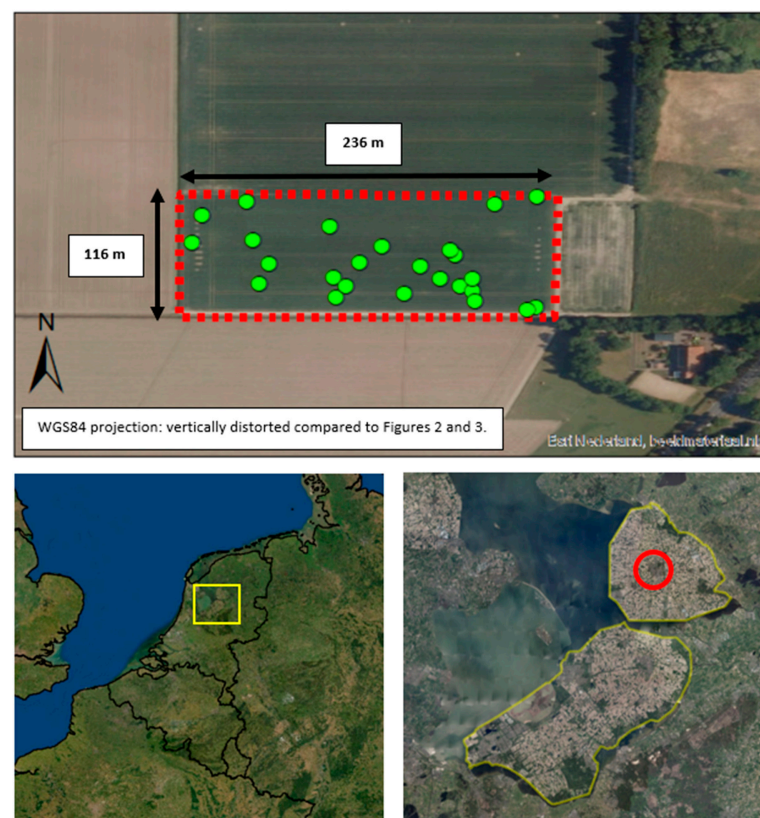 236 m
116 m
N
WGS84 projection: vertically distorted compared to Figures 2 and 3.
Esri Nederland, beeldmateriaal.nl